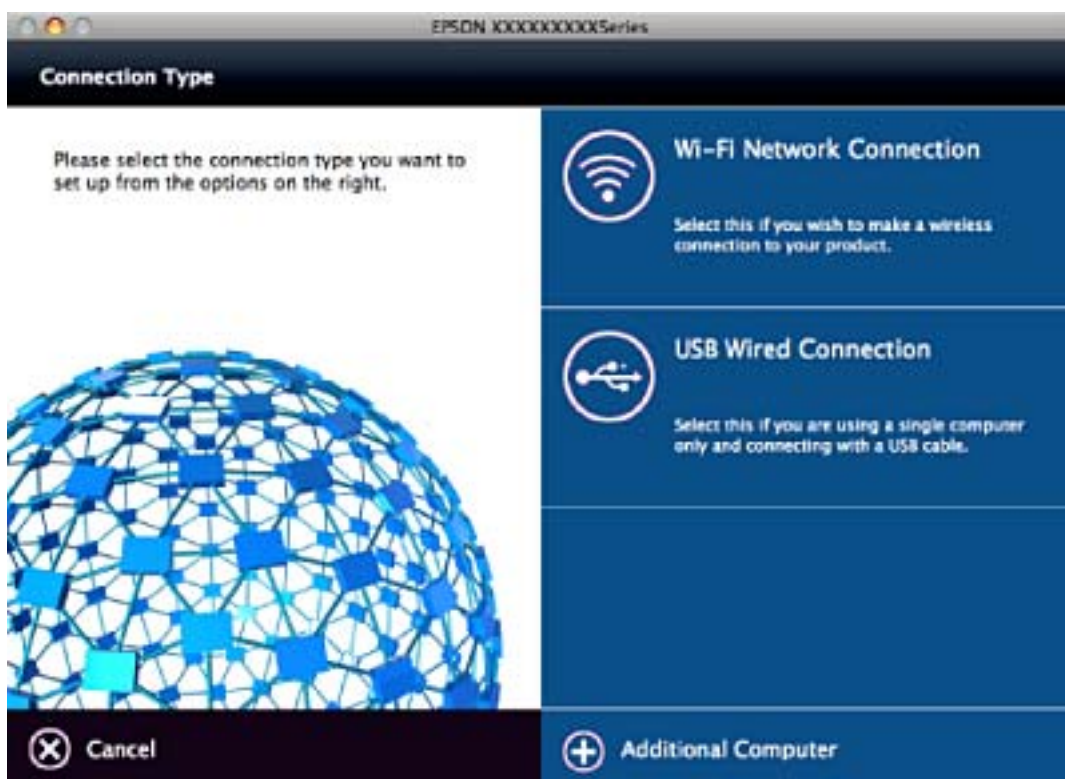 EPSON XXXXXXXXXSeries
Connection Type
Please select the connection type you want to
set up from the options on the right.
Wi-Fi Network Connection
Select this if you wish to make a wireless
connection to your product.
USB Wired Connection
Select this if you are using a single computer
only and connecting with a USB cable.
Cancel
Additional Computer